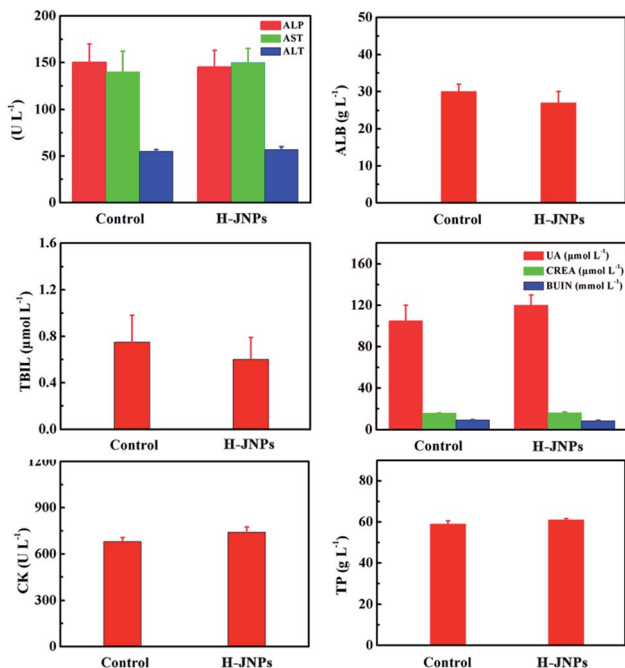 ALP
AST
ALT
200
150
100
50
0
(U L⁻¹)
Control H-JNPs
50
40
30
20
10
0
ALB (g L⁻¹)
Control H-JNPs
1.6
1.2
0.8
0.4
0.0
TBIL (μmol L⁻¹)
Control H-JNPs
UA (μmol L⁻¹)
CREA (μmol L⁻¹)
BUIN (mmol L⁻¹)
160
120
80
40
0
Control H-JNPs
1200
900
600
300
0
CK (U L⁻¹)
Control H-JNPs
80
60
40
20
0
TP (g L⁻¹)
Control H-JNPs